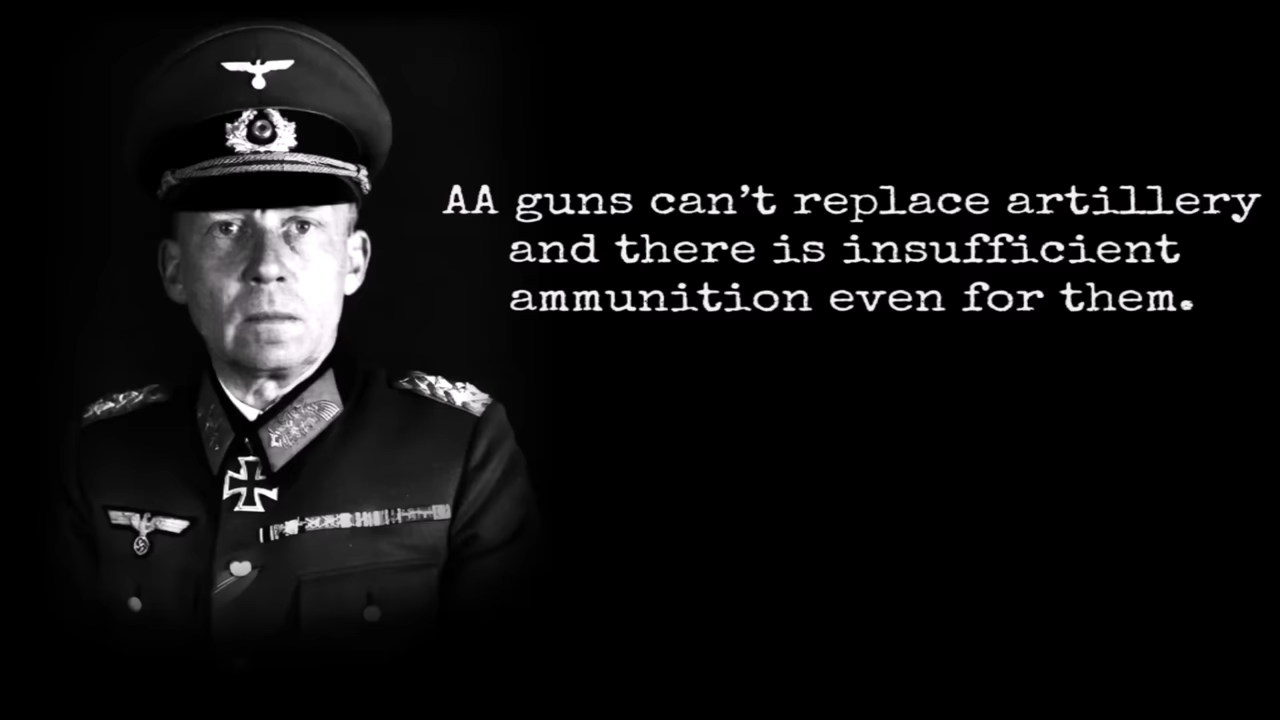 AA guns can’t replace artillery
and there is insufficient
ammunition even for them.